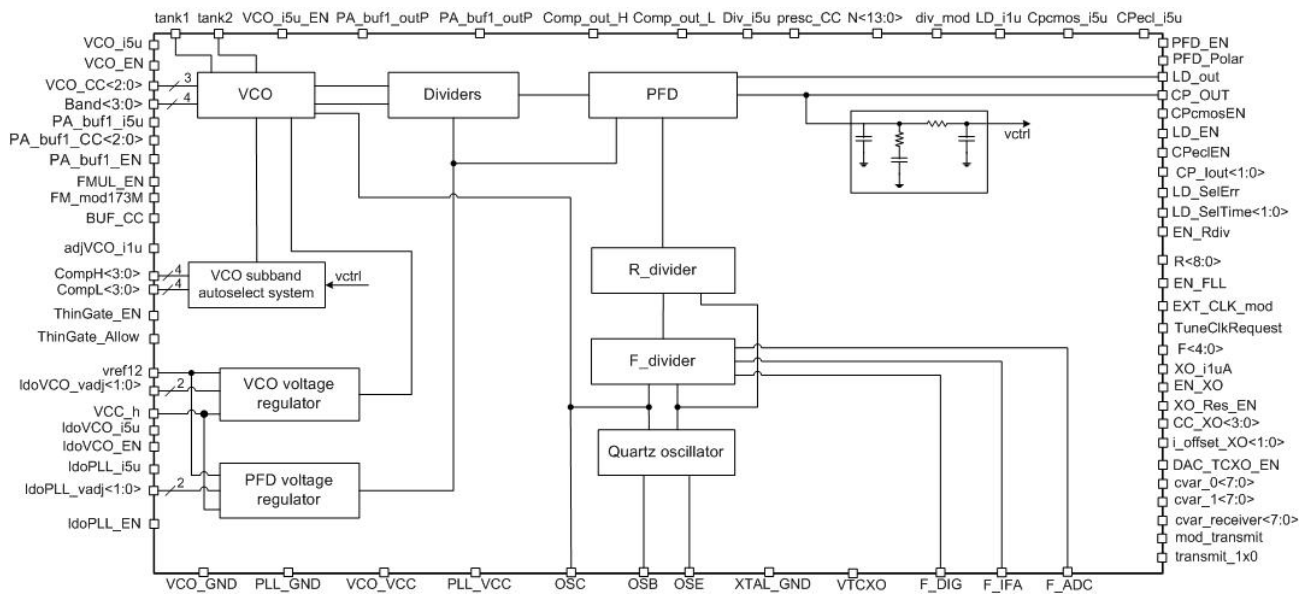 tank1 tank2 VCO_i5u_EN PA_buf1_outP PA_buf1_outP Comp_out_H Comp_out_L Div_i5u presc_CC N<13:0> div_mod LD_i1u Cpcmos_i5u CPecl_i5u
VCO_i5u
VCO_EN
VCO_CC<2:0>
3
Band<3:0>
4
PA_buf1_i5u
PA_buf1_CC<2:0>
PA_buf1_EN
FMUL_EN
FM_mod173M
BUF_CC
adjVCO_i1u
CompH<3:0>
4
CompL<3:0>
4
ThinGate_EN
ThinGate_Allow
vref12
ldoVCO_vadj<1:0>
2
VCC_h
ldoVCO_i5u
ldoVCO_EN
ldoPLL_i5u
ldoPLL_vadj<1:0>
2
ldoPLL_EN
VCO
Dividers
PFD
vctrl
VCO subband
autoselect system
vctrl
R_divider
F_divider
VCO voltage
regulator
Quartz oscillator
PFD voltage
regulator
PFD_EN
PFD_Polar
LD_out
CP_OUT
CPcmosEN
LD_EN
CPeclEN
CP_Iout<1:0>
LD_SelErr
LD_SelTime<1:0>
EN_Rdiv
R<8:0>
EN_FLL
EXT_CLK_mod
TuneClkRequest
F<4:0>
XO_i1uA
EN_XO
XO_Res_EN
CC_XO<3:0>
i_offset_XO<1:0>
DAC_TCXO_EN
cvar_0<7:0>
cvar_1<7:0>
cvar_receiver<7:0>
mod_transmit
transmit_1x0
VCO_GND PLL_GND VCO_VCC PLL_VCC OSC OSB OSE XTAL_GND VTCXO F_DIG F_IFA F_ADC